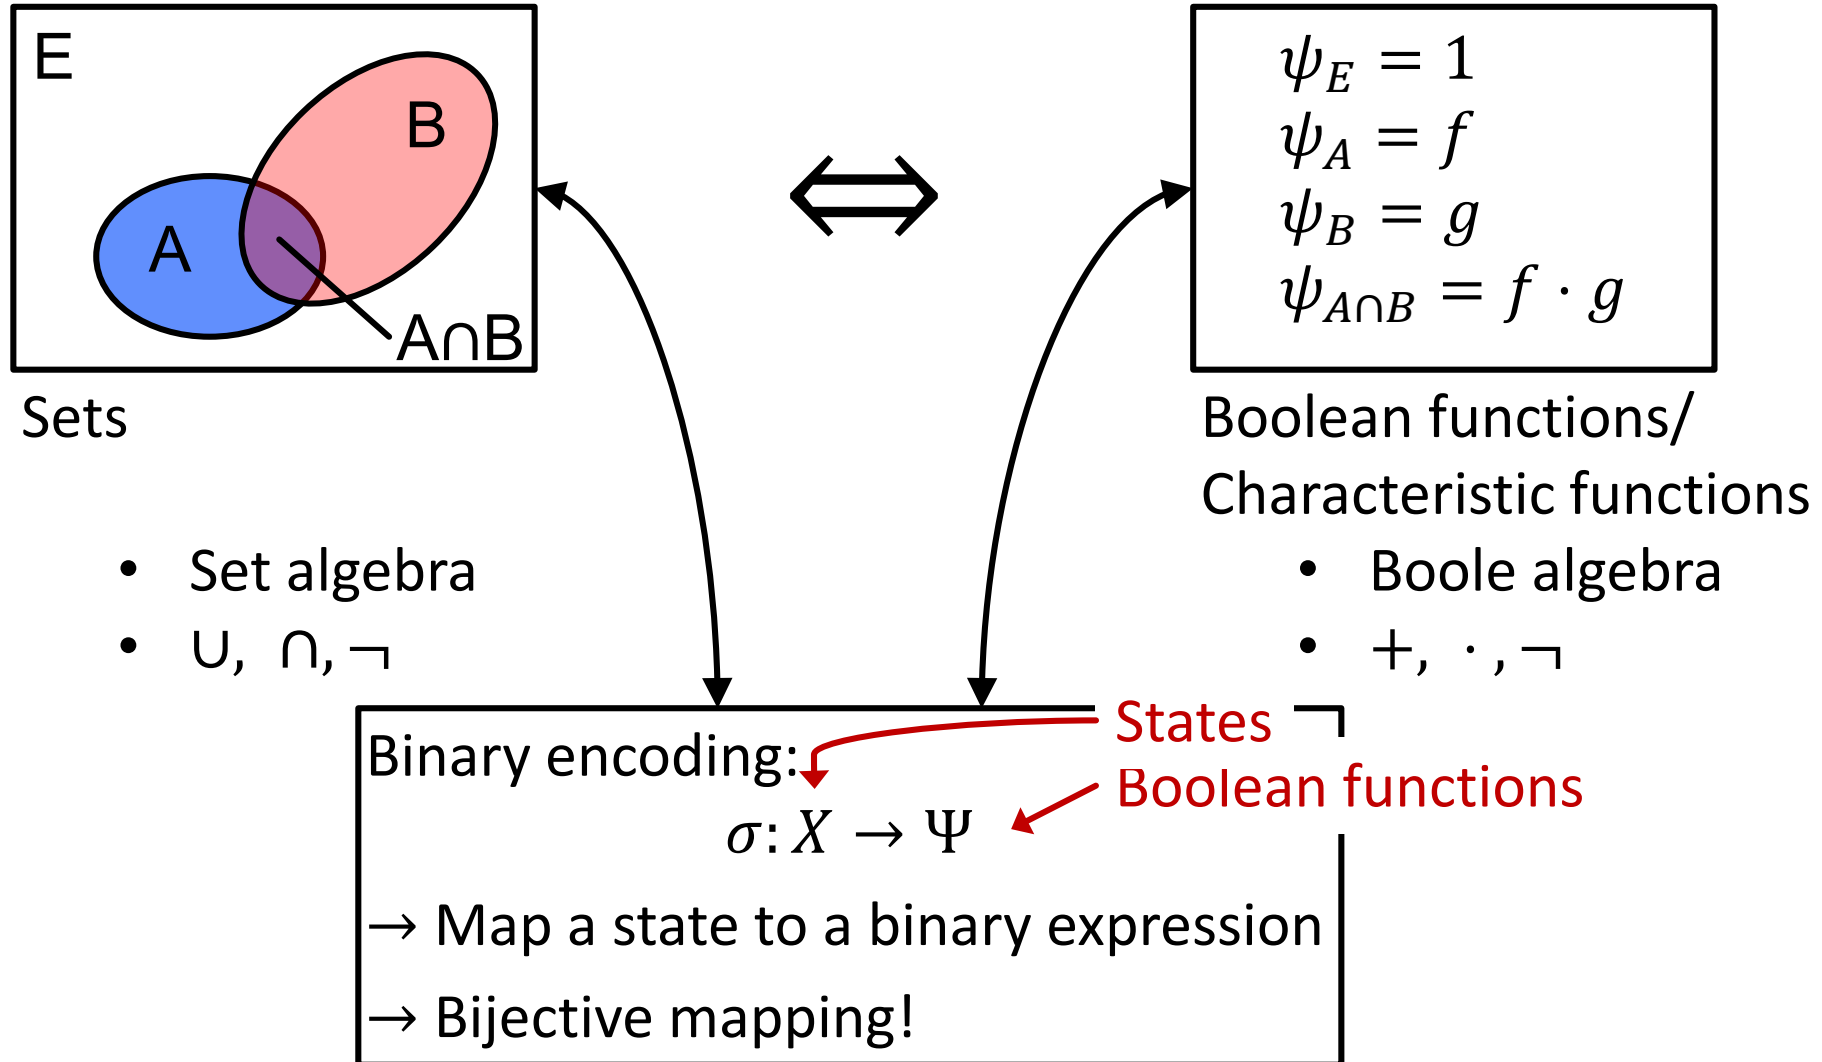 E
B
A
A∩B
Sets
• Set algebra
• ∪, ∩, ¬
ψ_E = 1
ψ_A = f
ψ_B = g
ψ_{A∩B} = f · g
Boolean functions/
Characteristic functions
• Boole algebra
• +, · , ¬
States
Boolean functions
Binary encoding:
σ: X → Ψ
→ Map a state to a binary expression
→ Bijective mapping!